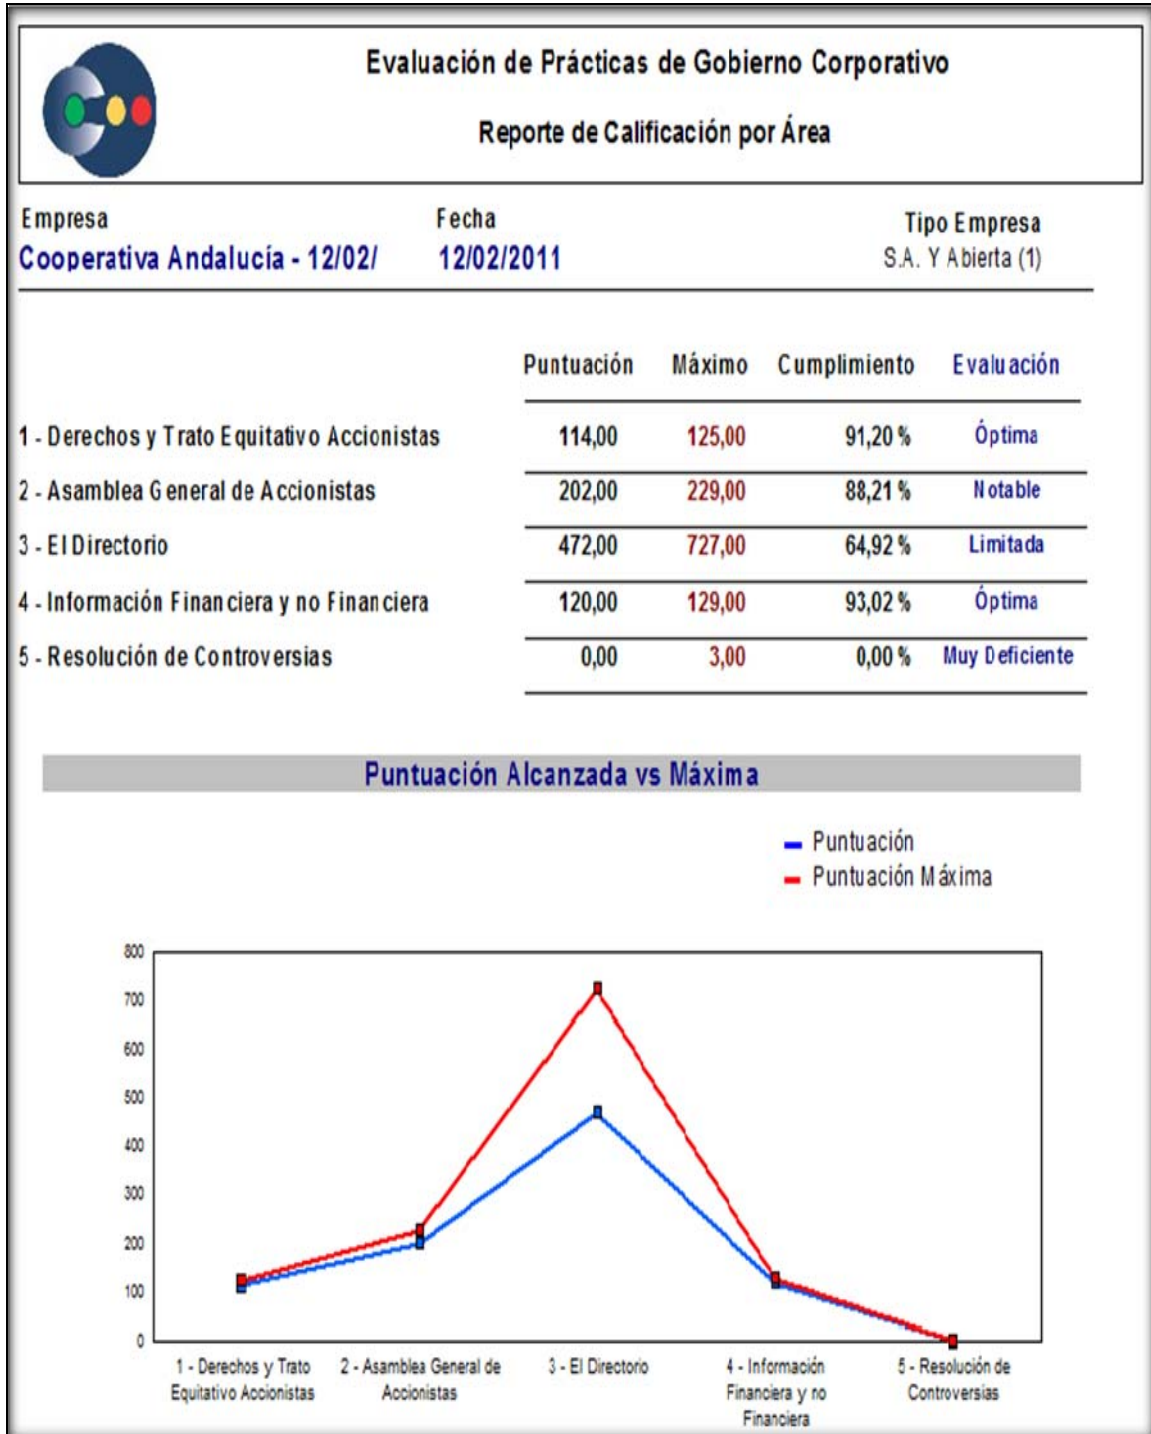 Evaluación de Prácticas de Gobierno Corporativo
Reporte de Calificación por Área
Empresa Fecha Tipo Empresa
Cooperativa Andalucía - 12/02/ 12/02/2011 S.A. Y Abierta (1)
Puntuación Máximo Cumplimiento Evaluación
1 - Derechos y Trato Equitativo Accionistas 114,00 125,00 91,20 % Óptima
2 - Asamblea General de Accionistas 202,00 229,00 88,21 % Notable
3 - El Directorio 472,00 727,00 64,92 % Limitada
4 - Información Financiera y no Financiera 120,00 129,00 93,02 % Óptima
5 - Resolución de Controversias 0,00 3,00 0,00 % Muy Deficiente
Puntuación Alcanzada vs Máxima
Puntuación
Puntuación Máxima
800
700
600
500
400
300
200
100
0
1 - Derechos y Trato 2 - Asamblea General de 3 - El Directorio 4 - Información 5 - Resolución de
Equitativo Accionistas Accionistas Financiera y no Controversias
Financiera